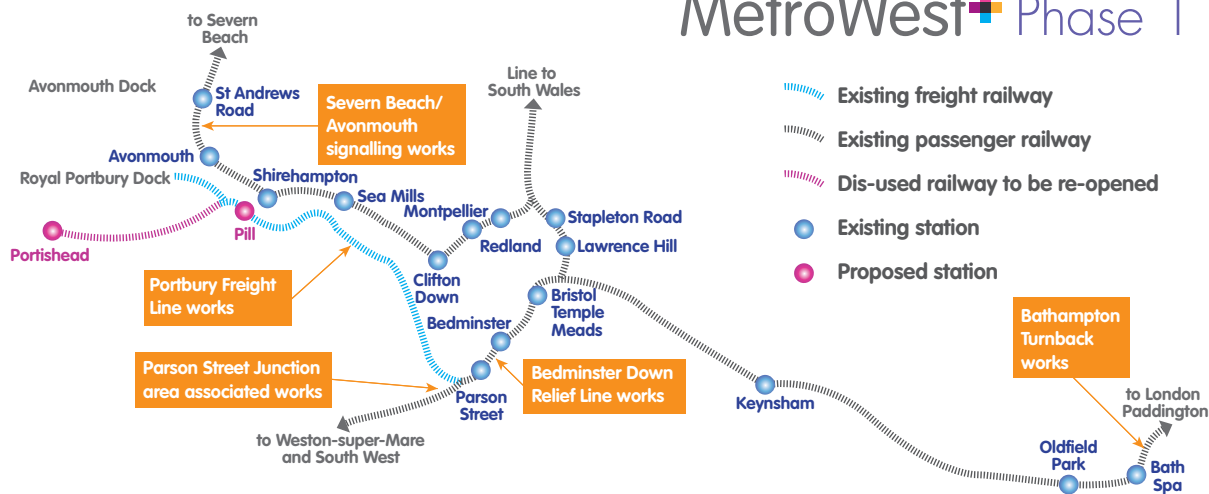 MetroWest Phase 1
to Severn
Beach
Avonmouth Dock
St Andrews
Road
Severn Beach/
Avonmouth
signalling works
Line to
South Wales
Existing freight railway
Existing passenger railway
Dis-used railway to be re-opened
Existing station
Proposed station
Avonmouth
Royal Portbury Dock
Shirehampton
Sea Mills
Montpellier
Redland
Stapleton Road
Lawrence Hill
Portishead
Pill
Clifton
Down
Portbury Freight
Line works
Bristol
Temple
Meads
Bedminster
Parson Street Junction
area associated works
Bedminster Down
Relief Line works
Parson
Street
to Weston-super-Mare
and South West
Keynsham
Bathampton
Turnback
works
to London
Paddington
Oldfield
Park
Bath
Spa